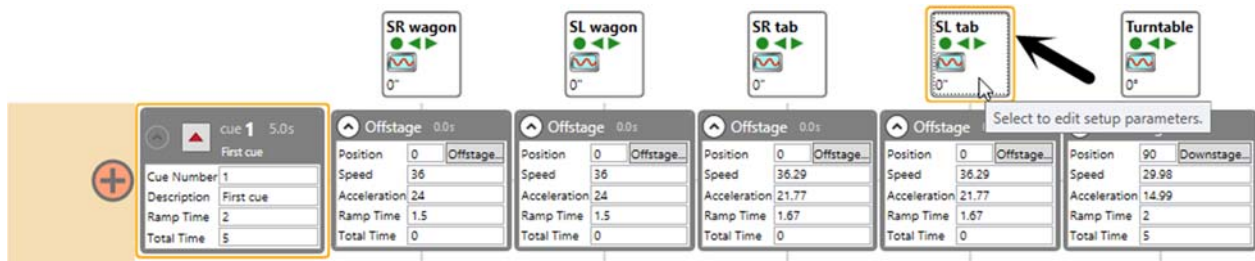 SR wagon
0"
SL wagon
0"
SR tab
0"
SL tab
0"
Turntable
0°
Select to edit setup parameters.
cue 1 5.0s
First cue
Cue Number 1
Description First cue
Ramp Time 2
Total Time 5
Offstage 0.0s
Position 0 Offstage...
Speed 36
Acceleration 24
Ramp Time 1.5
Total Time 0
Offstage 0.0s
Position 0 Offstage...
Speed 36
Acceleration 24
Ramp Time 1.5
Total Time 0
Offstage 0.0s
Position 0 Offstage...
Speed 36.29
Acceleration 21.77
Ramp Time 1.67
Total Time 0
Offstage
Position 0 Offstage...
Speed 36.29
Acceleration 21.77
Ramp Time 1.67
Total Time 0
Position 90 Downstage...
Speed 29.98
Acceleration 14.99
Ramp Time 2
Total Time 5